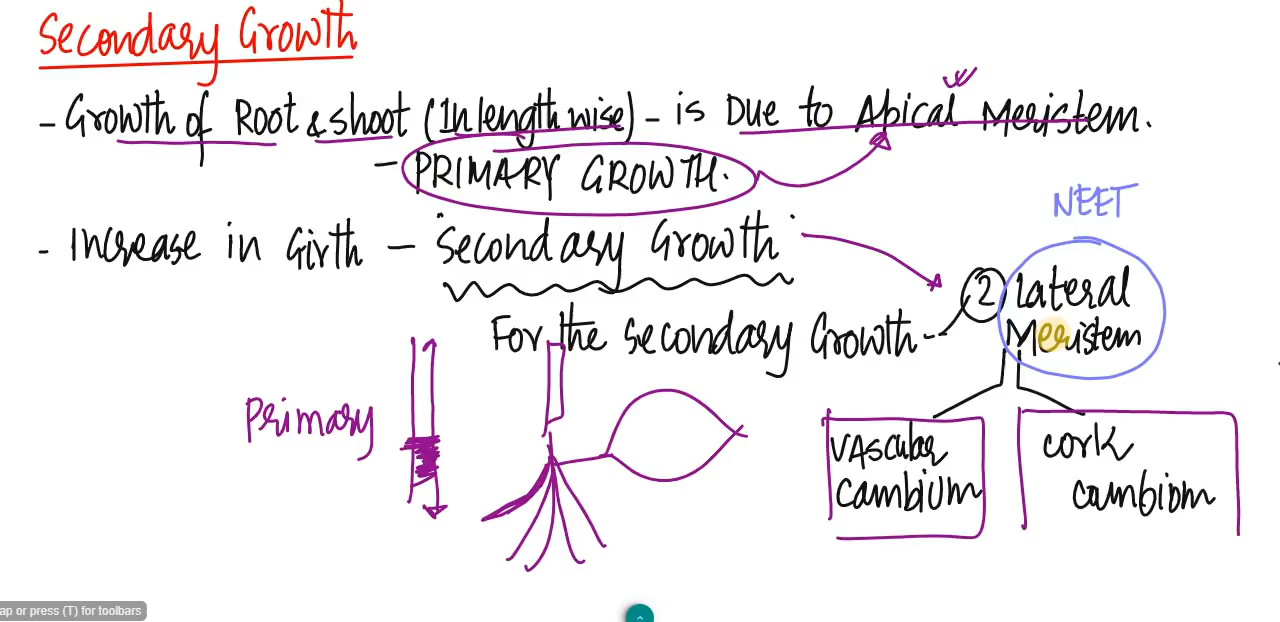 Secondary Growth
- Growth of Root & shoot (In length wise) - is Due to Apical Meristem.
- PRIMARY GROWTH.
NEET
- Increase in Girth - Secondary Growth
2 Lateral
Meristem
For the Secondary Growth --
Primary
Vascular
cambium
cork
cambiom
ap or press (T) for toolbars